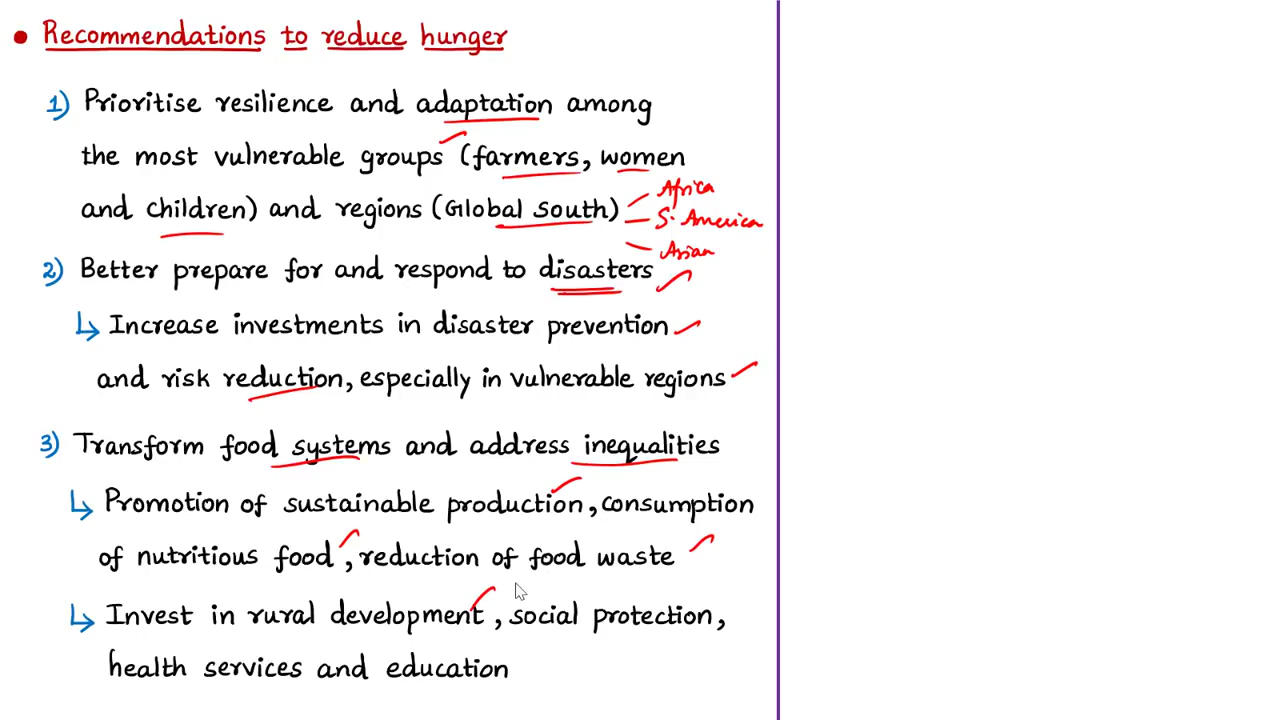 Recommendations to reduce hunger
1) Prioritise resilience and adaptation among
the most vulnerable groups (farmers, women
and children) and regions (Global south)
Africa
S. America
Asian
2) Better prepare for and respond to disasters
↳ Increase investments in disaster prevention
and risk reduction, especially in vulnerable regions
3) Transform food systems and address inequalities
↳ Promotion of sustainable production, consumption
of nutritious food, reduction of food waste
↳ Invest in rural development, social protection,
health services and education